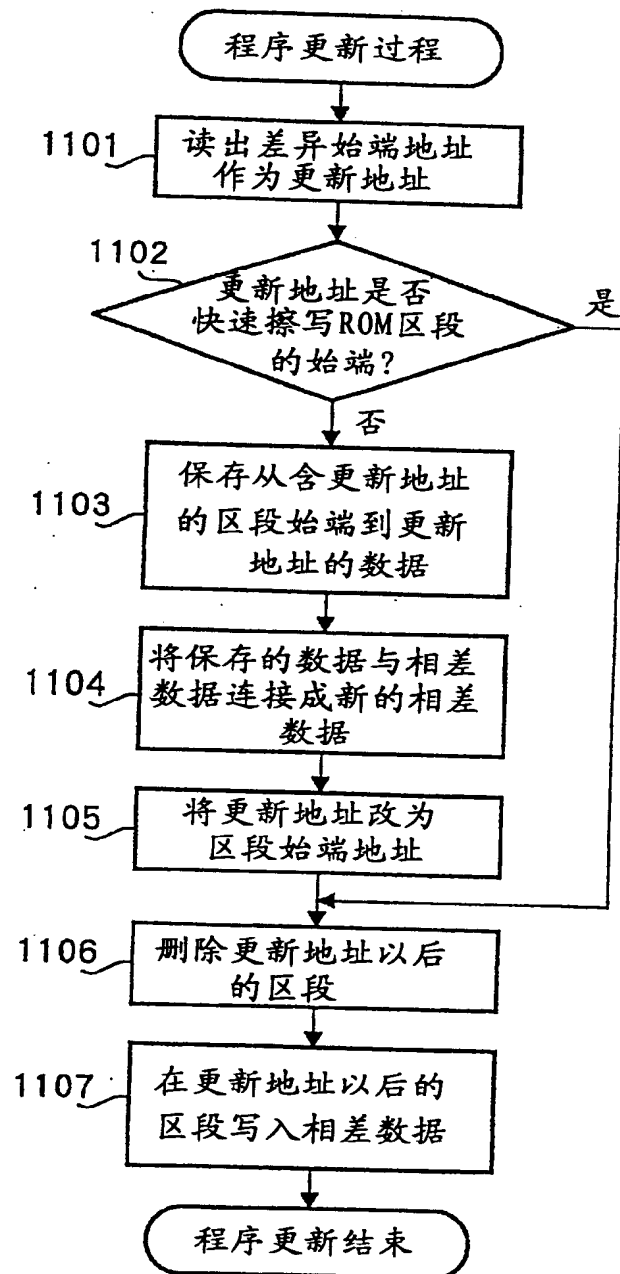 程序更新过程
1101
读出差异始端地址
作为更新地址
1102
更新地址是否
快速擦写ROM区段
的始端?
是
否
1103
保存从含更新地址
的区段始端到更新
地址的数据
1104
将保存的数据与相差
数据连接成新的相差
数据
1105
将更新地址改为
区段始端地址
1106
删除更新地址以后
的区段
1107
在更新地址以后的
区段写入相差数据
程序更新结束